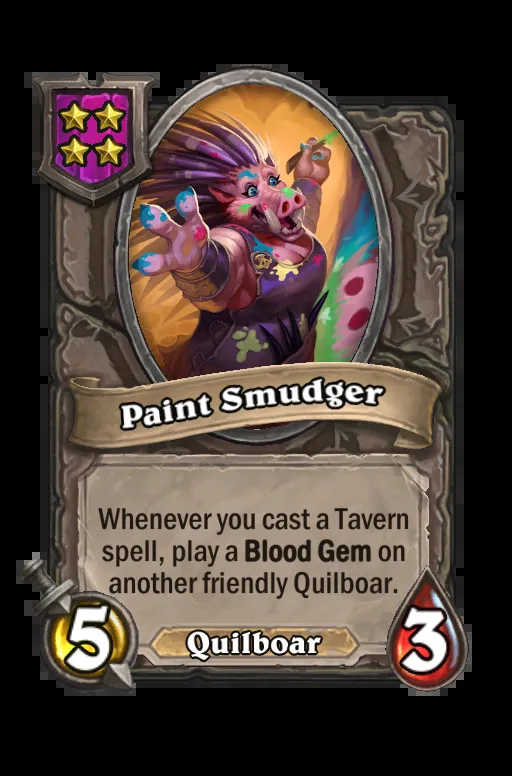 Paint Smudger
Whenever you cast a Tavern
spell, play a Blood Gem on
another friendly Quilboar.
5
Quilboar
3